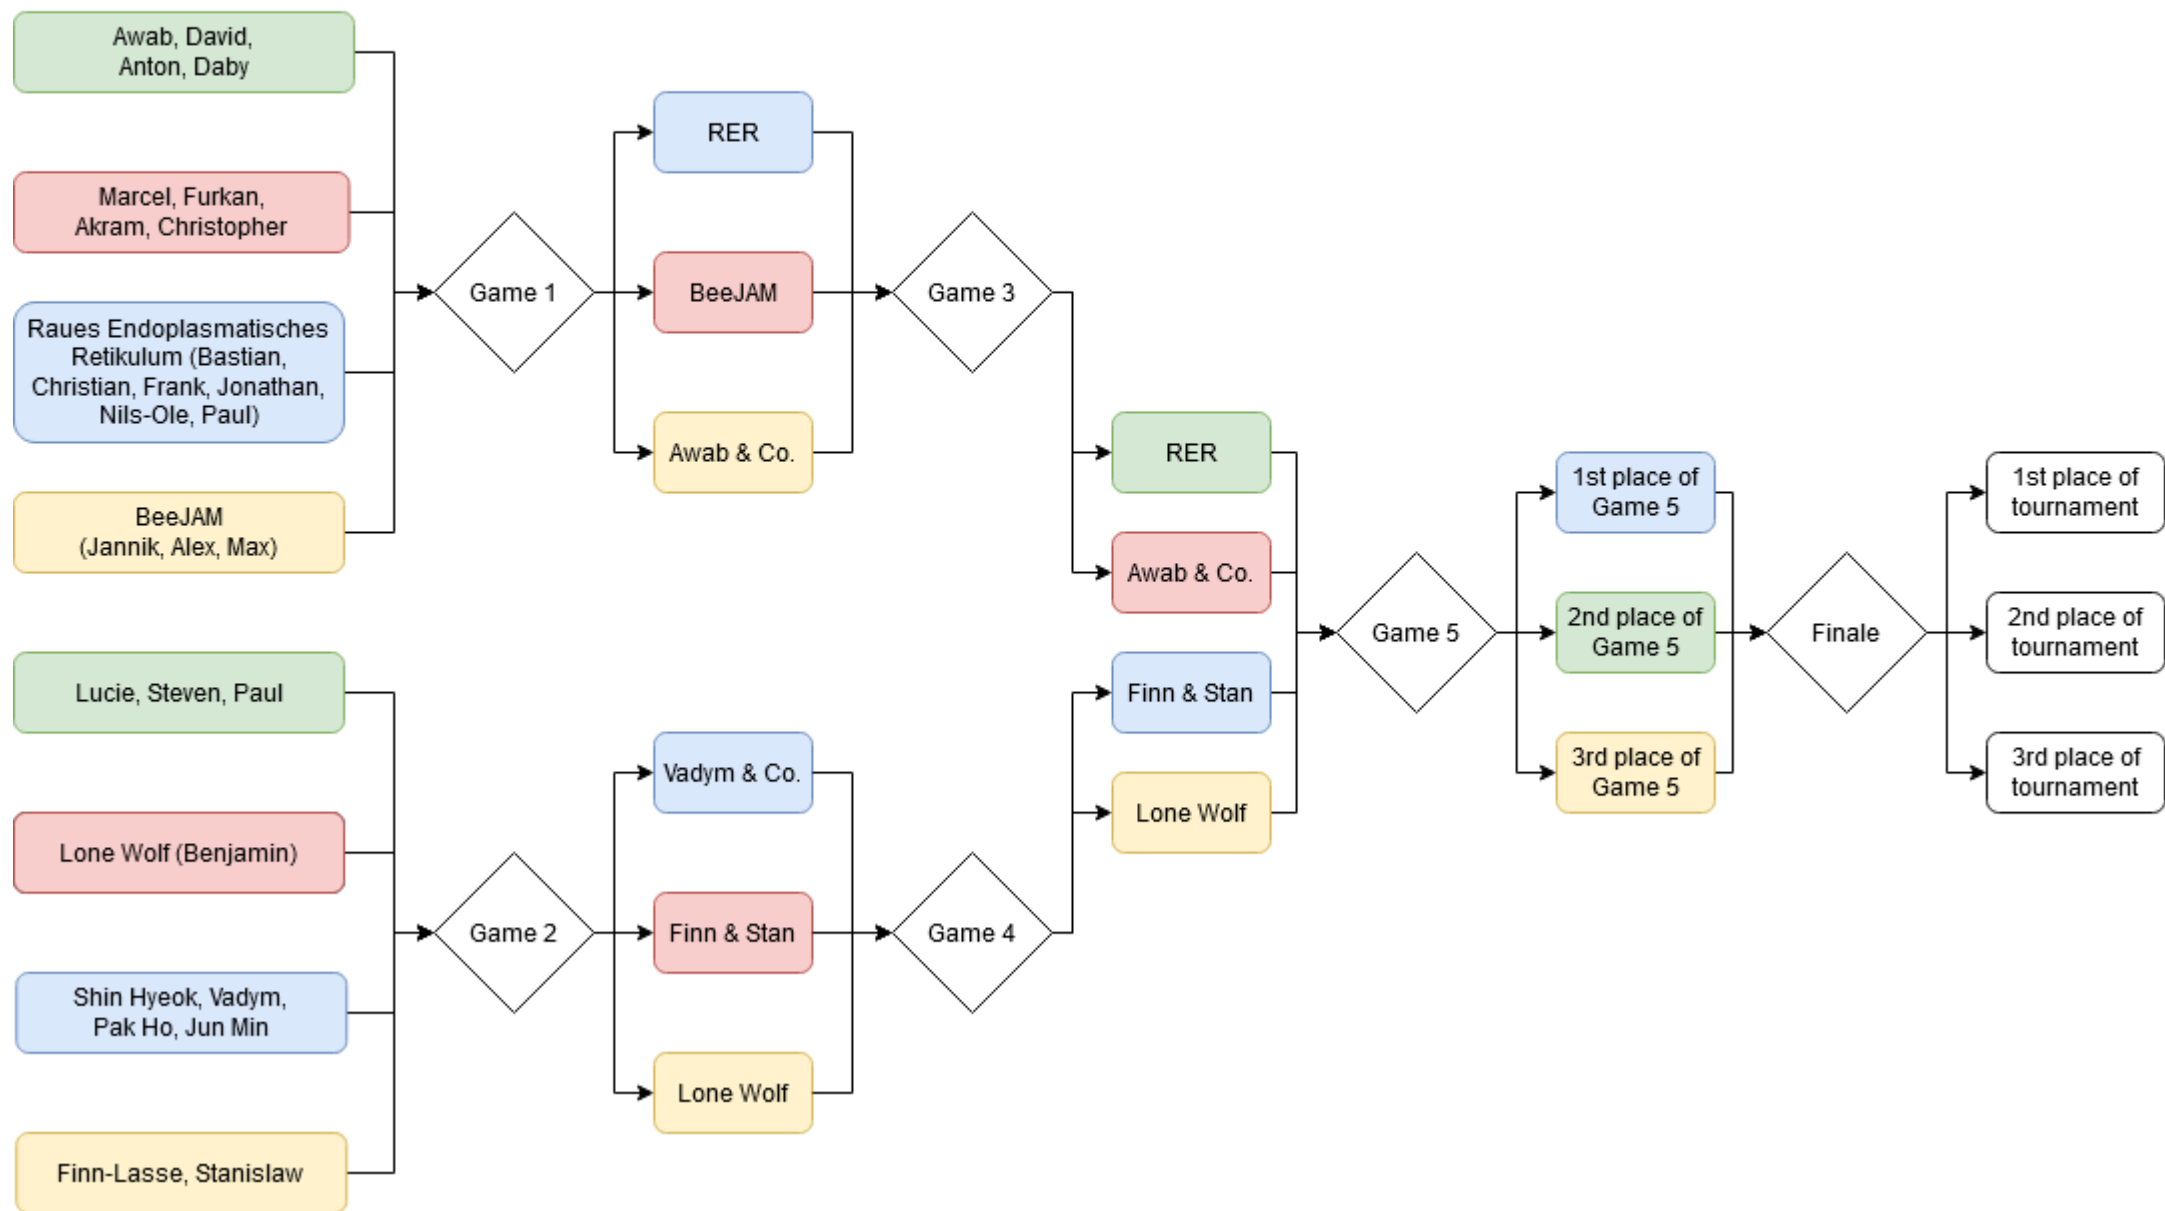 Awab, David,
Anton, Daby
Marcel, Furkan,
Akram, Christopher
Raues Endoplasmatisches
Retikulum (Bastian,
Christian, Frank, Jonathan,
Nils-Ole, Paul)
BeeJAM
(Jannik, Alex, Max)
Game 1
RER
BeeJAM
Awab & Co.
Game 3
Lucie, Steven, Paul
Lone Wolf (Benjamin)
Shin Hyeok, Vadym,
Pak Ho, Jun Min
Finn-Lasse, Stanislaw
Game 2
Vadym & Co.
Finn & Stan
Lone Wolf
Game 4
RER
Awab & Co.
Finn & Stan
Lone Wolf
Game 5
1st place of
Game 5
2nd place of
Game 5
3rd place of
Game 5
Finale
1st place of
tournament
2nd place of
tournament
3rd place of
tournament